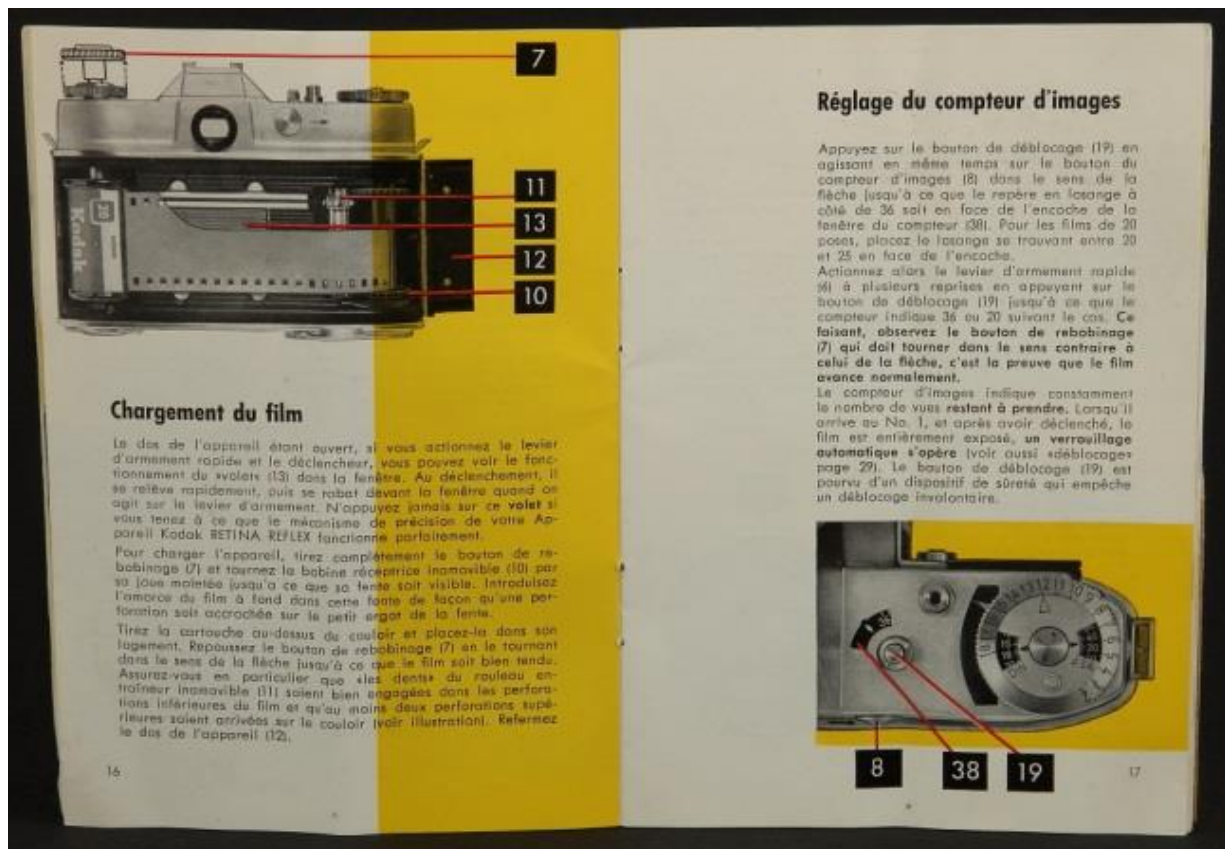 7
11
13
12
10
20
Kodak
Chargement du film
Le dos de l'appareil étant ouvert, si vous actionnez le levier
d'armement rapide et le déclencheur, vous pouvez voir le fonc-
tionnement du «volet» (13) dans la fenêtre. Au déclenchement, il
se relève rapidement, puis se rabat devant la fenêtre quand on
agit sur le levier d'armement. N'appuyez jamais sur ce volet si
vous tenez à ce que le mécanisme de précision de votre Ap-
pareil Kodak RETINA REFLEX fonctionne parfaitement.
Pour charger l'appareil, tirez complètement le bouton de re-
bobinage (7) et tournez la bobine réceptrice inamovible (10) par
sa joue moletée jusqu'à ce que sa fente soit visible. Introduisez
l'amorce du film à fond dans cette fente de façon qu'une per-
foration soit accrochée sur le petit ergot de la fente.
Tirez la cartouche au-dessus du couloir et placez-la dans son
logement. Repoussez le bouton de rebobinage (7) en le tournant
dans le sens de la flèche jusqu'à ce que le film soit bien tendu.
Assurez-vous en particulier que «les dents» du rouleau en-
traîneur inamovible (11) soient bien engagées dans les perfora-
tions inférieures du film et qu'au moins deux perforations supé-
rieures soient arrivées sur le couloir (voir illustration). Refermez
le dos de l'appareil (12).
16
Réglage du compteur d'images
Appuyez sur le bouton de déblocage (19) en
agissant en même temps sur le bouton du
compteur d'images (8) dans le sens de la
flèche jusqu'à ce que le repère en losange à
côté de 36 soit en face de l'encoche de la
fenêtre du compteur (38). Pour les films de 20
poses, placez le losange se trouvant entre 20
et 25 en face de l'encoche.
Actionnez alors le levier d'armement rapide
(6) à plusieurs reprises en appuyant sur le
bouton de déblocage (19) jusqu'à ce que le
compteur indique 36 ou 20 suivant le cas. Ce
faisant, observez le bouton de rebobinage
(7) qui doit tourner dans le sens contraire à
celui de la flèche, c'est la preuve que le film
avance normalement.
Le compteur d'images indique constamment
le nombre de vues restant à prendre. Lorsqu'il
arrive au No. 1, et après avoir déclenché, le
film est entièrement exposé, un verrouillage
automatique s'opère (voir aussi «déblocage»
page 29). Le bouton de déblocage (19) est
pourvu d'un dispositif de sûreté qui empêche
un déblocage involontaire.
36
8
38
19
17